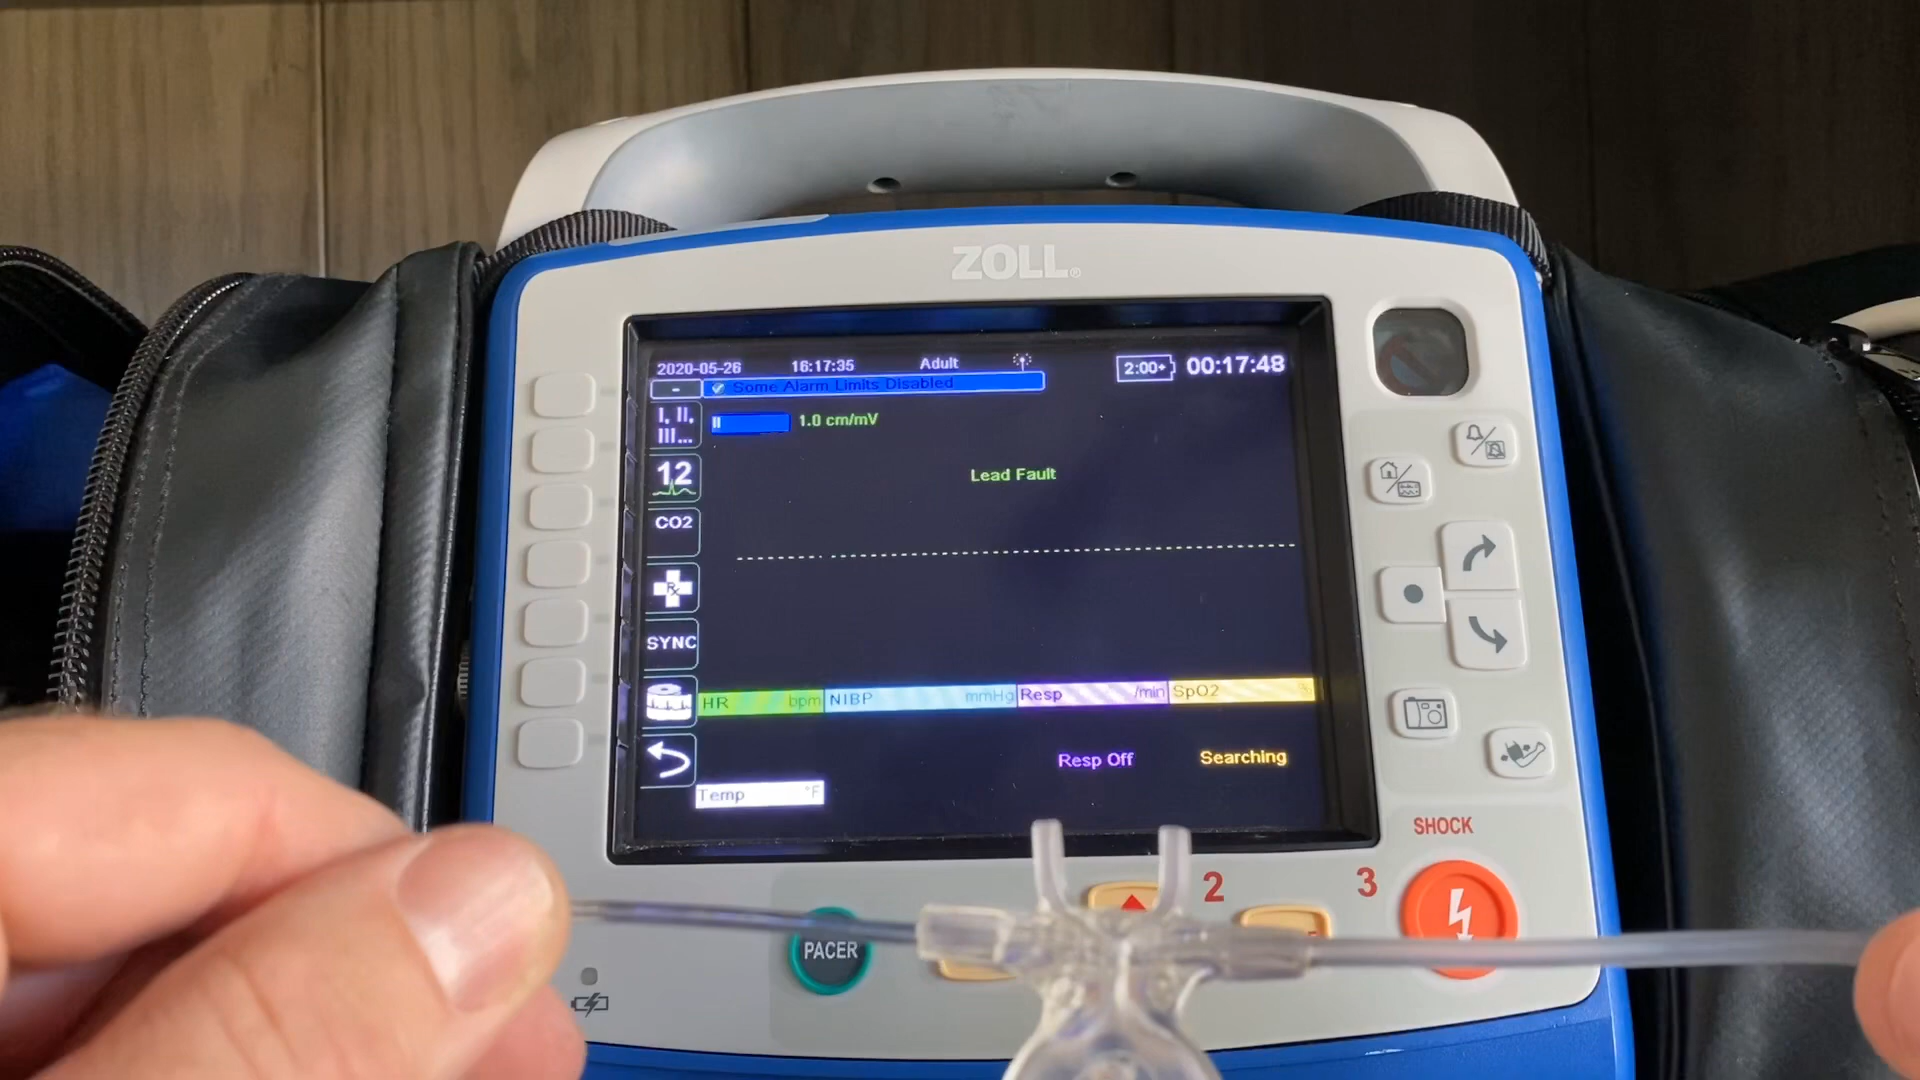 ZOLL®
2020-05-26 16:17:35 Adult 2:00+ 00:17:48
- Some Alarm Limits Disabled
I, II, III... II 1.0 cm/mV
12 Lead Fault
CO2
Rx
SYNC
HR bpm NIBP mmHg Resp /min SpO2 %
Resp Off Searching
Temp °F
SHOCK
2 3
PACER